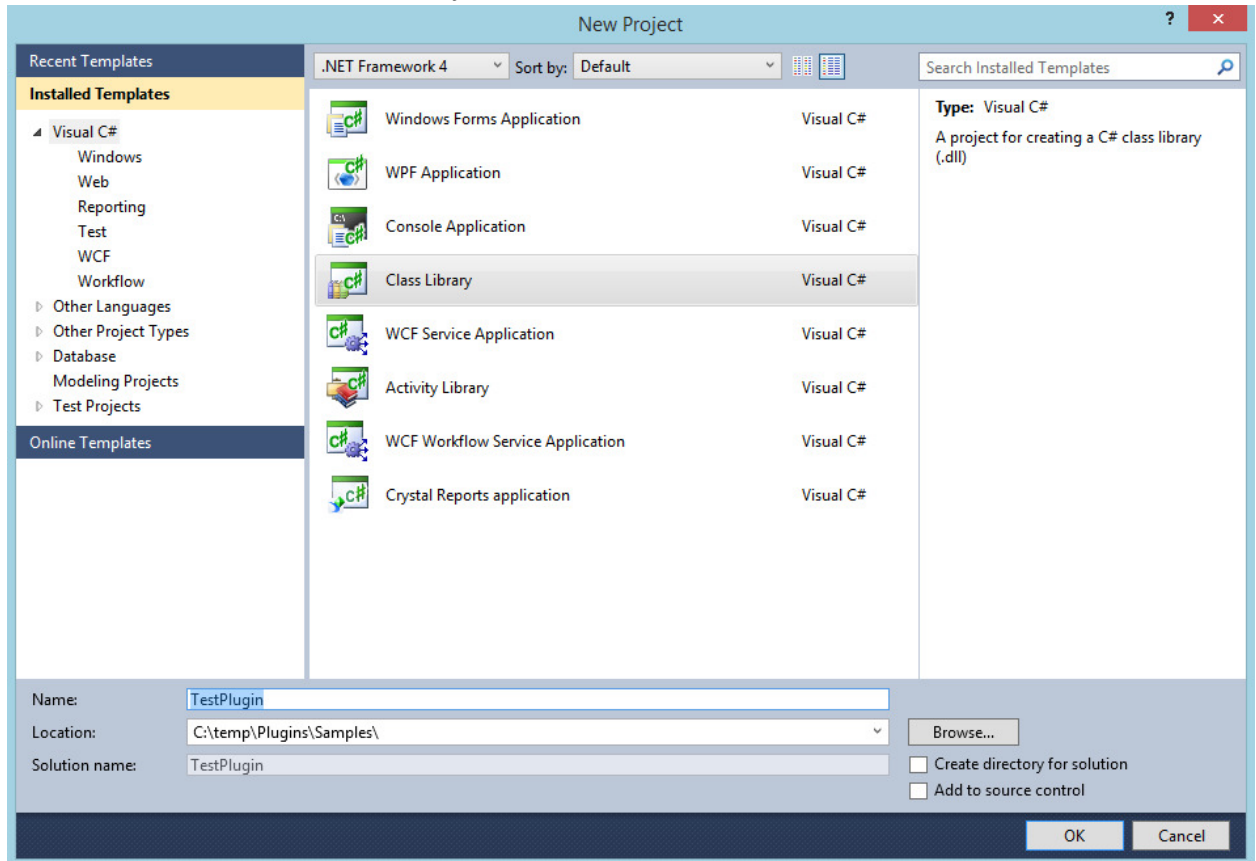 New Project
?
Recent Templates
.NET Framework 4
Sort by:
Default
Search Installed Templates
Installed Templates
Visual C#
Windows
Web
Reporting
Test
WCF
Workflow
Other Languages
Other Project Types
Database
Modeling Projects
Test Projects
Online Templates
Windows Forms Application Visual C#
WPF Application Visual C#
Console Application Visual C#
Class Library Visual C#
WCF Service Application Visual C#
Activity Library Visual C#
WCF Workflow Service Application Visual C#
Crystal Reports application Visual C#
Type: Visual C#
A project for creating a C# class library
(.dll)
Name: TestPlugin
Location: C:\temp\Plugins\Samples\
Browse...
Solution name: TestPlugin
Create directory for solution
Add to source control
OK Cancel